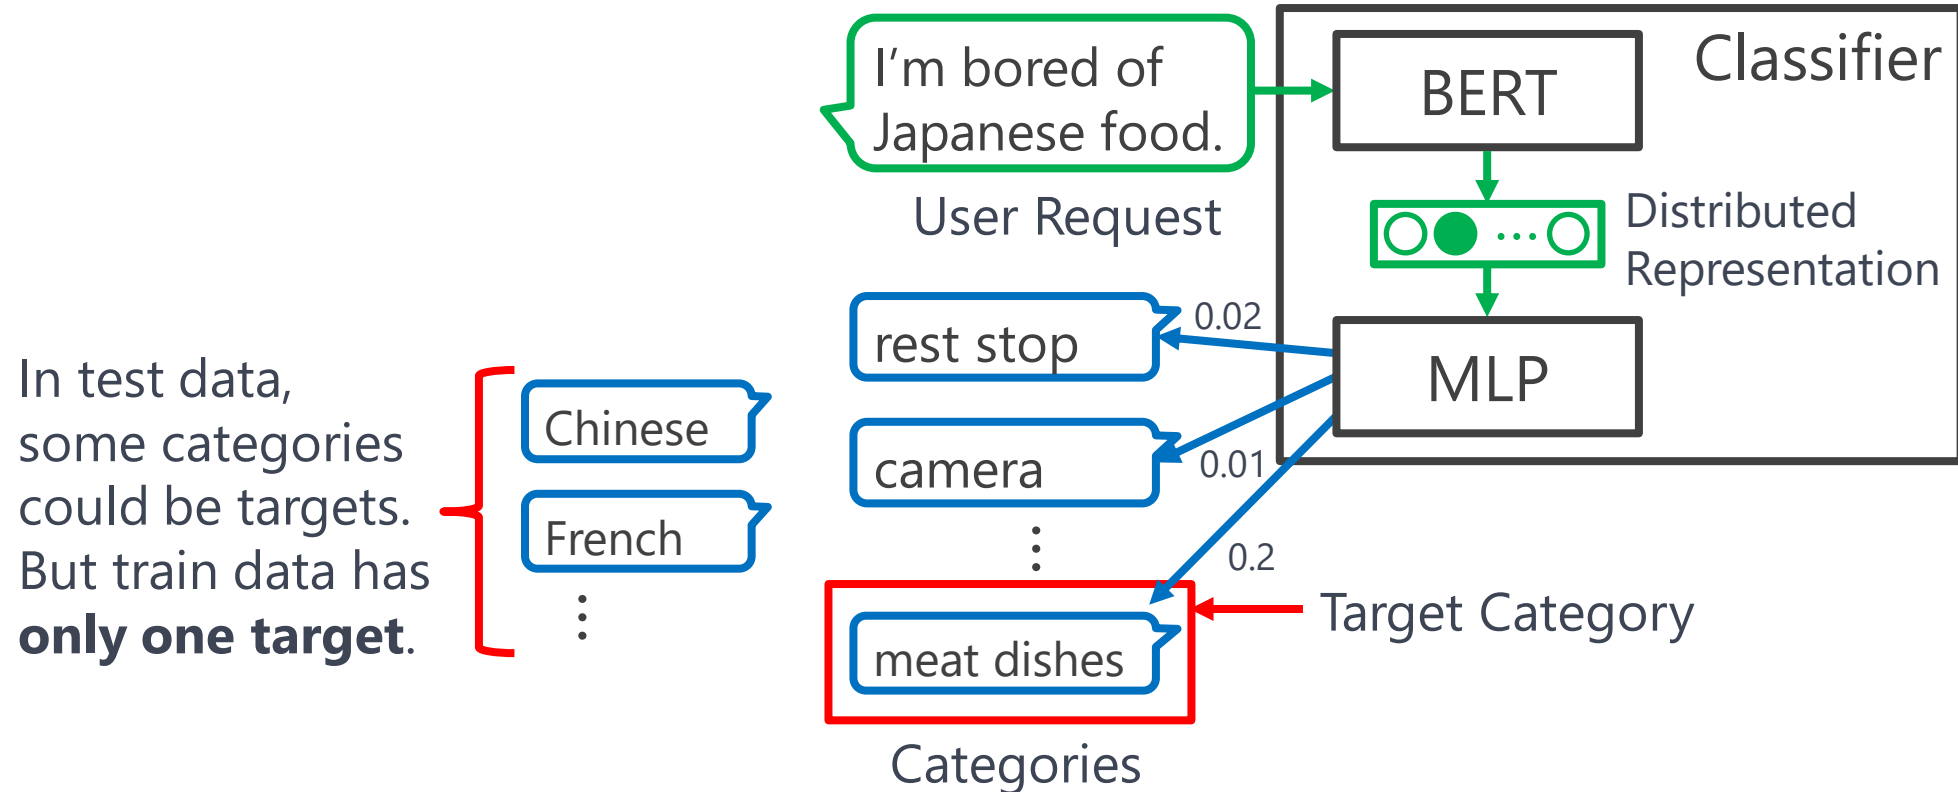 I’m bored of
Japanese food.
User Request
Classifier
BERT
Distributed
Representation
MLP
0.02
0.01
0.2
rest stop
camera
⋮
meat dishes
Target Category
Categories
In test data,
some categories
could be targets.
But train data has
only one target.
Chinese
French
⋮